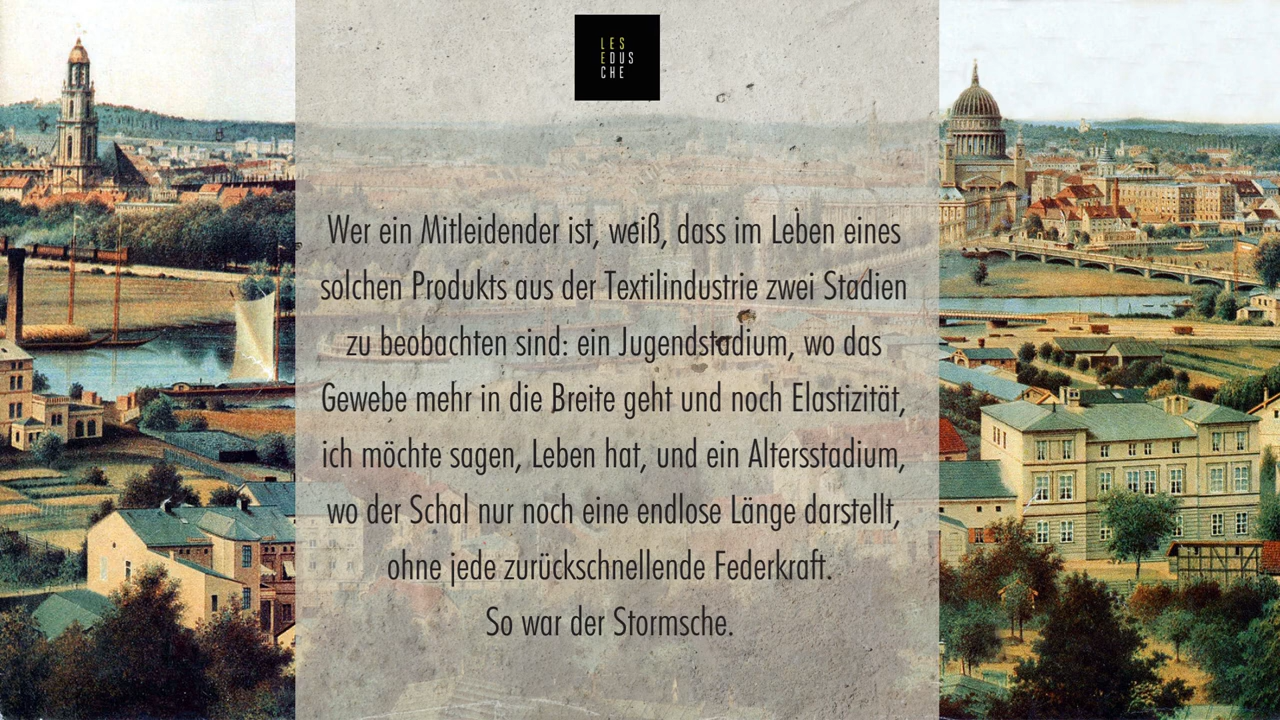 LES
EDUS
CHE
Wer ein Mitleidender ist, weiß, dass im Leben eines
solchen Produkts aus der Textilindustrie zwei Stadien
zu beobachten sind: ein Jugendstadium, wo das
Gewebe mehr in die Breite geht und noch Elastizität,
ich möchte sagen, Leben hat, und ein Altersstadium,
wo der Schal nur noch eine endlose Länge darstellt,
ohne jede zurückschnellende Federkraft.
So war der Stormsche.